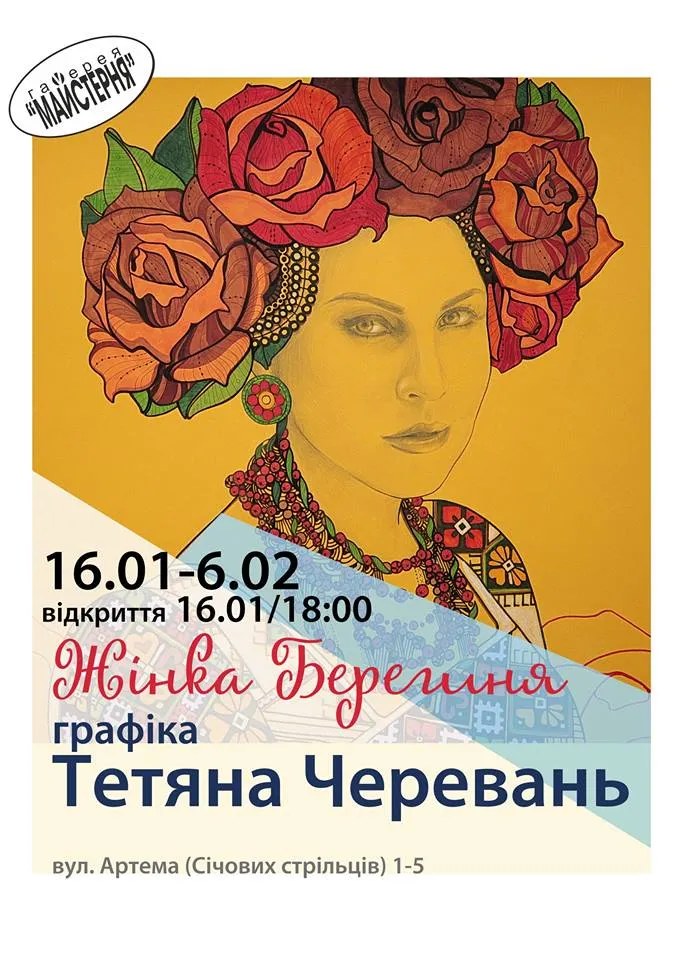 галерея
"МАЙСТЕРНЯ"
16.01-6.02
відкриття 16.01/18:00
Жінка Берегиня
графіка
Тетяна Черевань
вул. Артема (Січових стрільців) 1-5